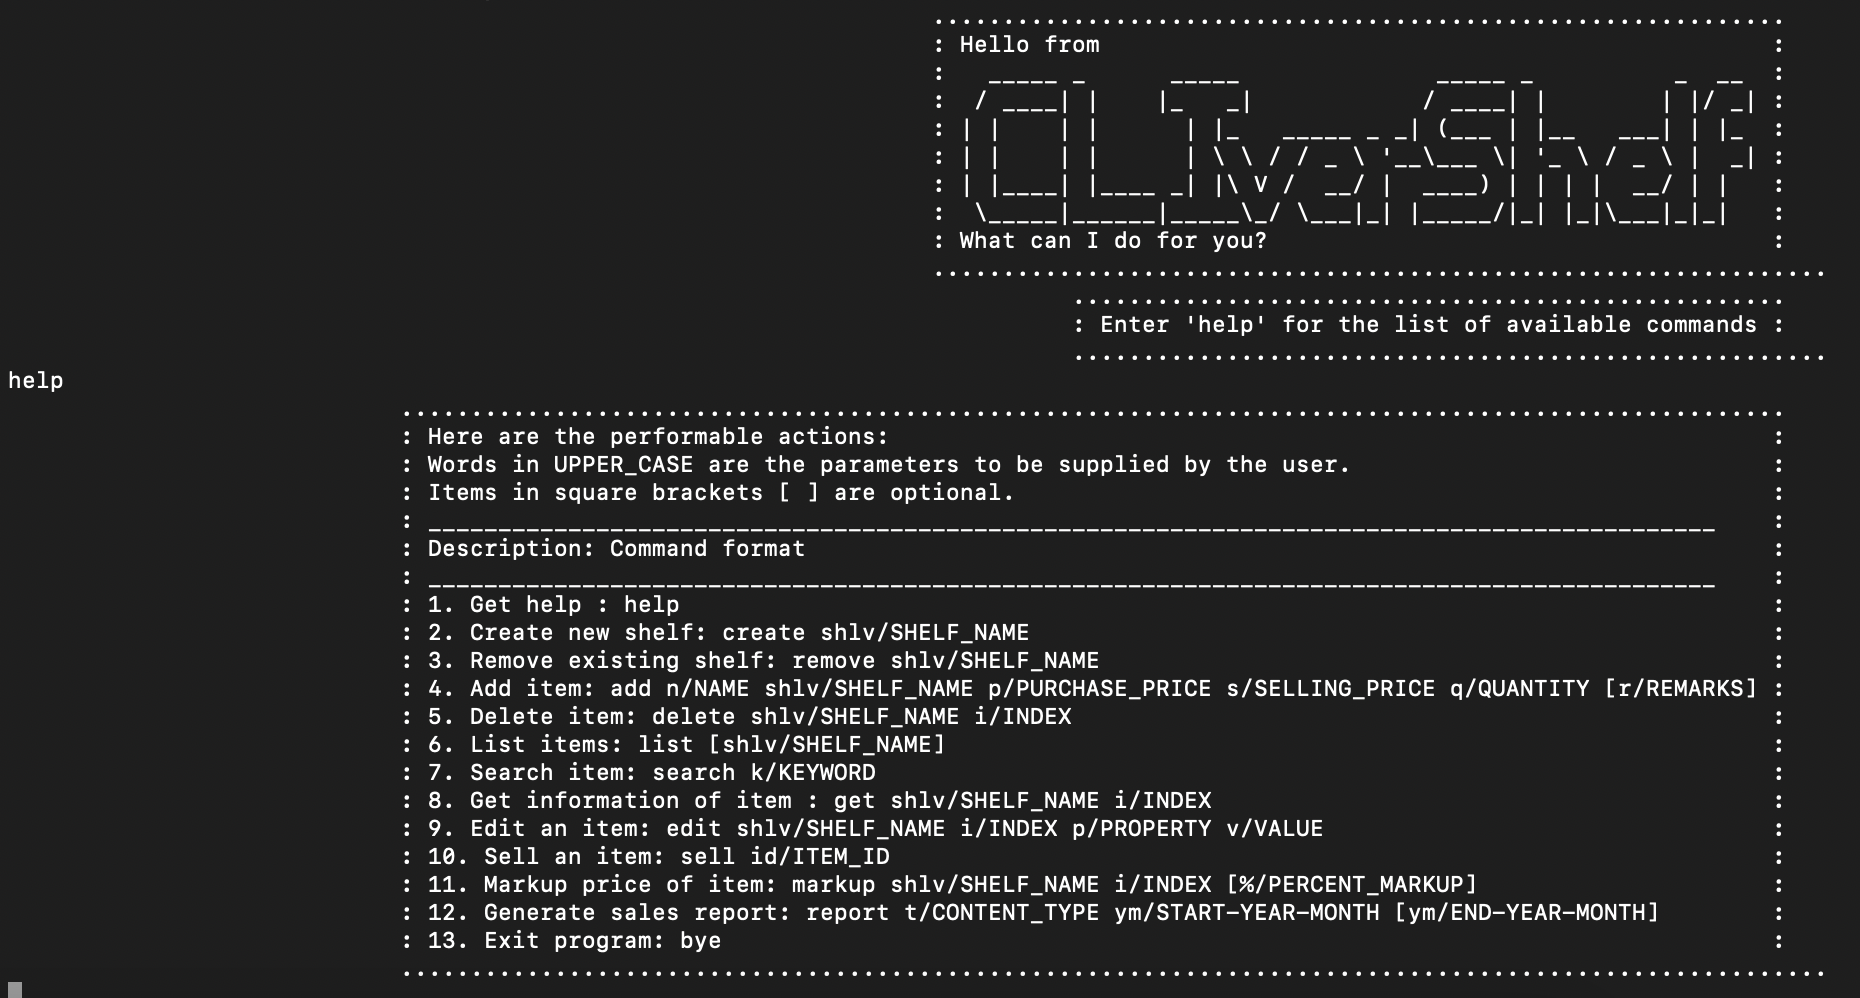 Hello from
CLIverShelf
What can I do for you?
Enter 'help' for the list of available commands
help
Here are the performable actions:
Words in UPPER_CASE are the parameters to be supplied by the user.
Items in square brackets [ ] are optional.
Description: Command format
1. Get help : help
2. Create new shelf: create shlv/SHELF_NAME
3. Remove existing shelf: remove shlv/SHELF_NAME
4. Add item: add n/NAME shlv/SHELF_NAME p/PURCHASE_PRICE s/SELLING_PRICE q/QUANTITY [r/REMARKS]
5. Delete item: delete shlv/SHELF_NAME i/INDEX
6. List items: list [shlv/SHELF_NAME]
7. Search item: search k/KEYWORD
8. Get information of item : get shlv/SHELF_NAME i/INDEX
9. Edit an item: edit shlv/SHELF_NAME i/INDEX p/PROPERTY v/VALUE
10. Sell an item: sell id/ITEM_ID
11. Markup price of item: markup shlv/SHELF_NAME i/INDEX [%/PERCENT_MARKUP]
12. Generate sales report: report t/CONTENT_TYPE ym/START-YEAR-MONTH [ym/END-YEAR-MONTH]
13. Exit program: bye